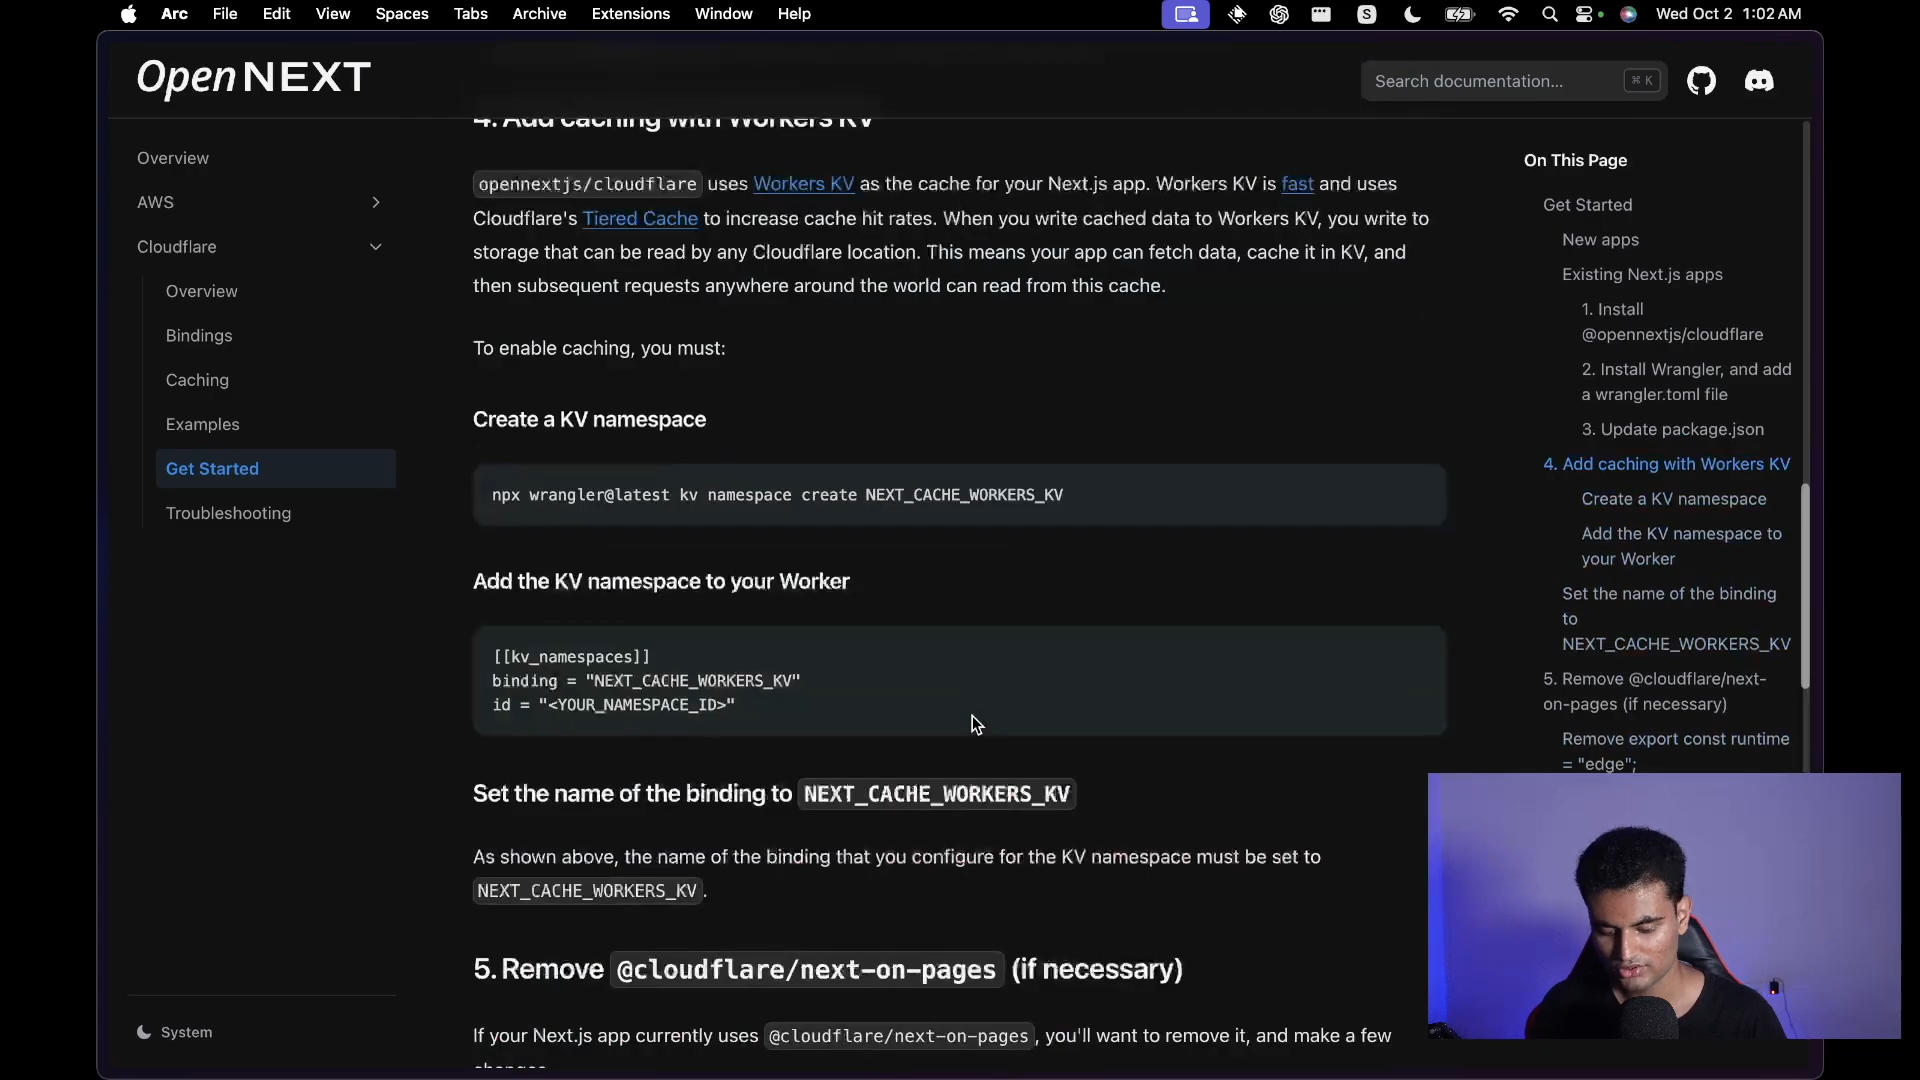 Arc File Edit View Spaces Tabs Archive Extensions Window Help
Wed Oct 2 1:02 AM
Open NEXT
Search documentation... ⌘ K
Overview
AWS
Cloudflare
Overview
Bindings
Caching
Examples
Get Started
Troubleshooting
System
4. Add caching with Workers KV
opennextjs/cloudflare uses Workers KV as the cache for your Next.js app. Workers KV is fast and uses
Cloudflare's Tiered Cache to increase cache hit rates. When you write cached data to Workers KV, you write to
storage that can be read by any Cloudflare location. This means your app can fetch data, cache it in KV, and
then subsequent requests anywhere around the world can read from this cache.
To enable caching, you must:
Create a KV namespace
npx wrangler@latest kv namespace create NEXT_CACHE_WORKERS_KV
Add the KV namespace to your Worker
[[kv_namespaces]]
binding = "NEXT_CACHE_WORKERS_KV"
id = "<YOUR_NAMESPACE_ID>"
Set the name of the binding to NEXT_CACHE_WORKERS_KV
As shown above, the name of the binding that you configure for the KV namespace must be set to
NEXT_CACHE_WORKERS_KV.
5. Remove @cloudflare/next-on-pages (if necessary)
If your Next.js app currently uses @cloudflare/next-on-pages, you'll want to remove it, and make a few
On This Page
Get Started
New apps
Existing Next.js apps
1. Install
@opennextjs/cloudflare
2. Install Wrangler, and add
a wrangler.toml file
3. Update package.json
4. Add caching with Workers KV
Create a KV namespace
Add the KV namespace to
your Worker
Set the name of the binding
to
NEXT_CACHE_WORKERS_KV
5. Remove @cloudflare/next-
on-pages (if necessary)
Remove export const runtime
= "edge";